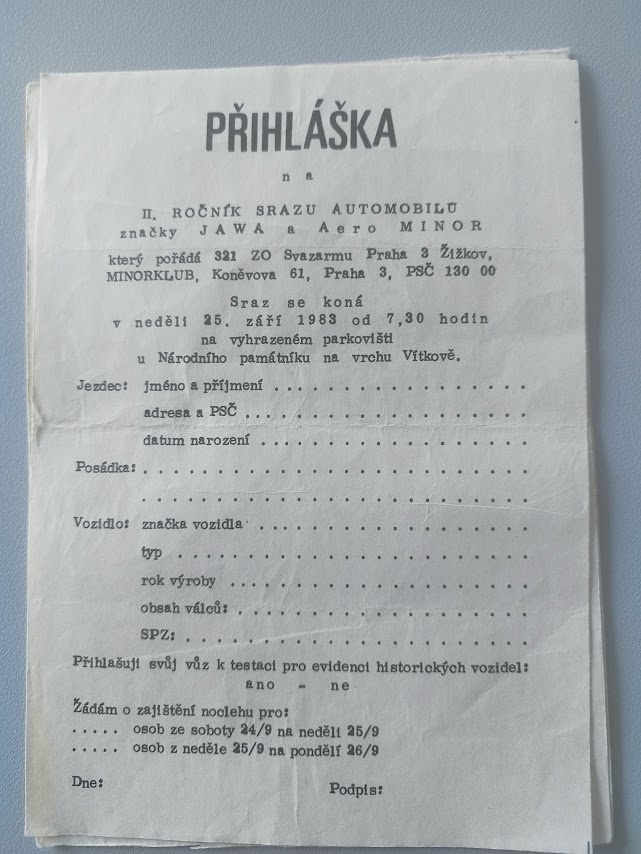 PŘIHLÁŠKA
na
II. ROČNÍK SRAZU AUTOMOBILŮ
značky JAWA a Aero MINOR
který pořádá 321 ZO Svazarmu Praha 3 Žižkov,
MINORKLUB, Koněvova 61, Praha 3, PSČ 130 00
Sraz se koná
v neděli 25. září 1983 od 7,30 hodin
na vyhrazeném parkovišti
u Národního památníku na vrchu Vítkově.
Jezdec: jméno a příjmení . . . . . . . . . . . . . . . .
adresa a PSČ . . . . . . . . . . . . . . . . . .
datum narození . . . . . . . . . . . . . . . . .
Posádka: . . . . . . . . . . . . . . . . . . . . . . . . .
. . . . . . . . . . . . . . . . . . . . . . . . .
Vozidlo: značka vozidla . . . . . . . . . . . . . . . . .
typ . . . . . . . . . . . . . . . . . . . . . .
rok výroby . . . . . . . . . . . . . . . . . . .
obsah válců: . . . . . . . . . . . . . . . . . .
SPZ: . . . . . . . . . . . . . . . . . . . . . .
Přihlašuji svůj vůz k testaci pro evidenci historických vozidel:
ano - ne
Žádám o zajištění noclehu pro:
. . . . . osob ze soboty 24/9 na neděli 25/9
. . . . . osob z neděle 25/9 na pondělí 26/9
Dne: Podpis: